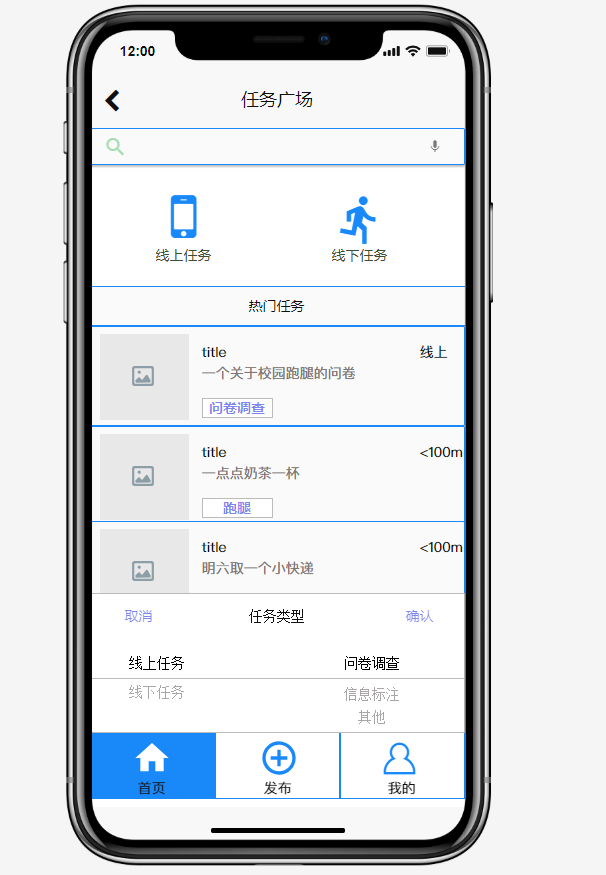 12:00
任务广场
线上任务 线下任务
热门任务
title 线上
一个关于校园跑腿的问卷
问卷调查
title <100m
一点点奶茶一杯
跑腿
title <100m
明六取一个小快递
取消 任务类型 确认
线上任务 问卷调查
线下任务 信息标注
其他
首页 发布 我的